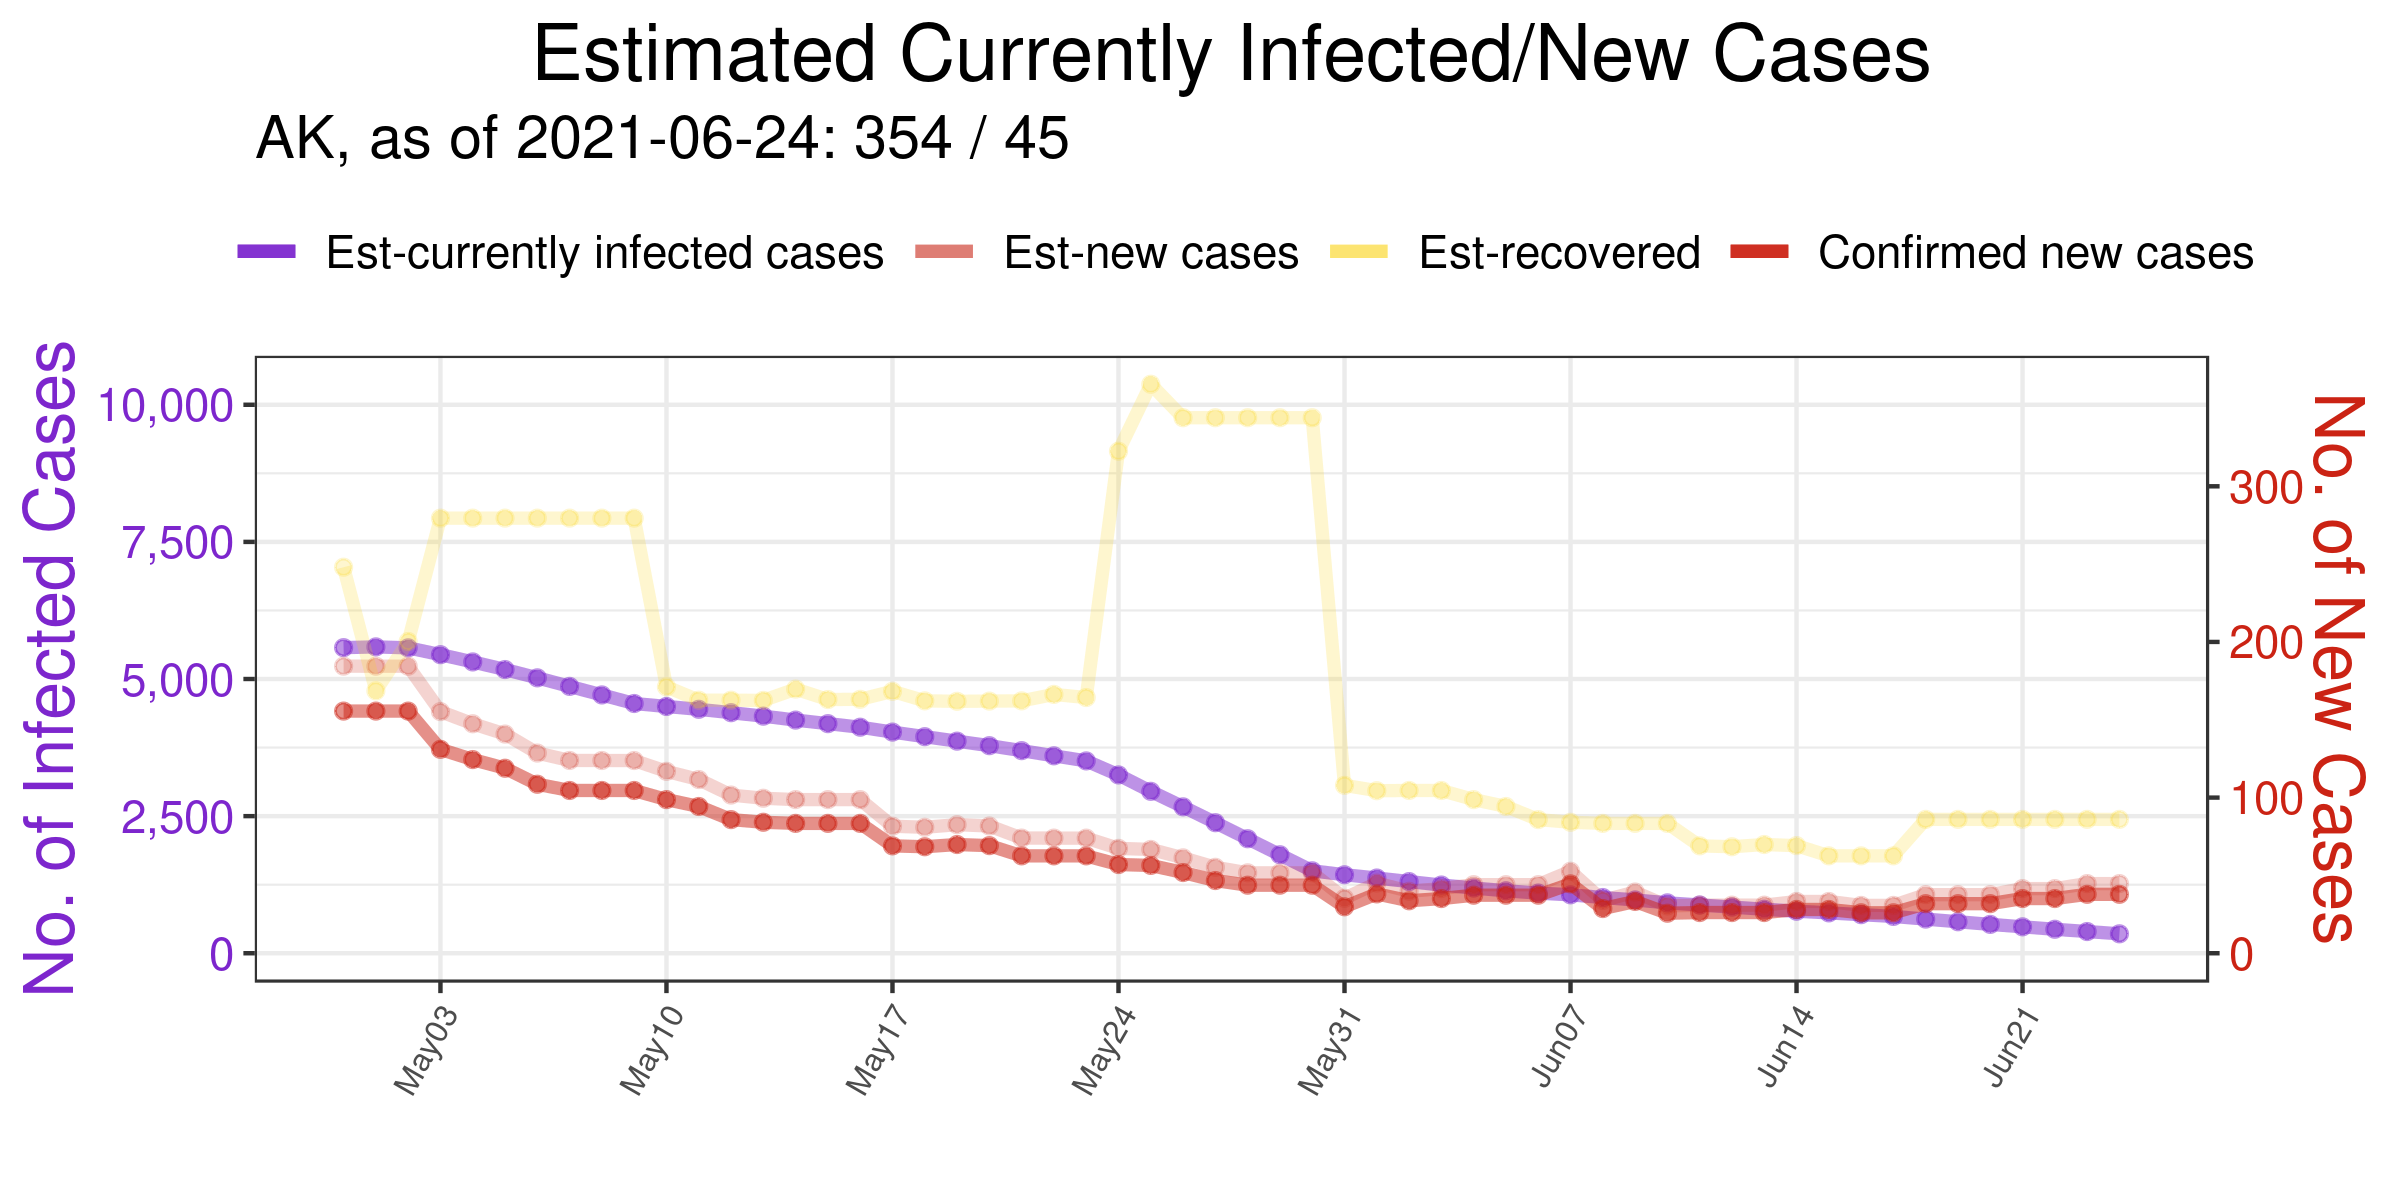 Estimated Currently Infected/New Cases
AK, as of 2021-06-24: 354 / 45
Est-currently infected cases Est-new cases Est-recovered Confirmed new cases
No. of Infected Cases
10,000
7,500
5,000
2,500
0
300
200
100
0
No. of New Cases
May03 May10 May17 May24 May31 Jun07 Jun14 Jun21